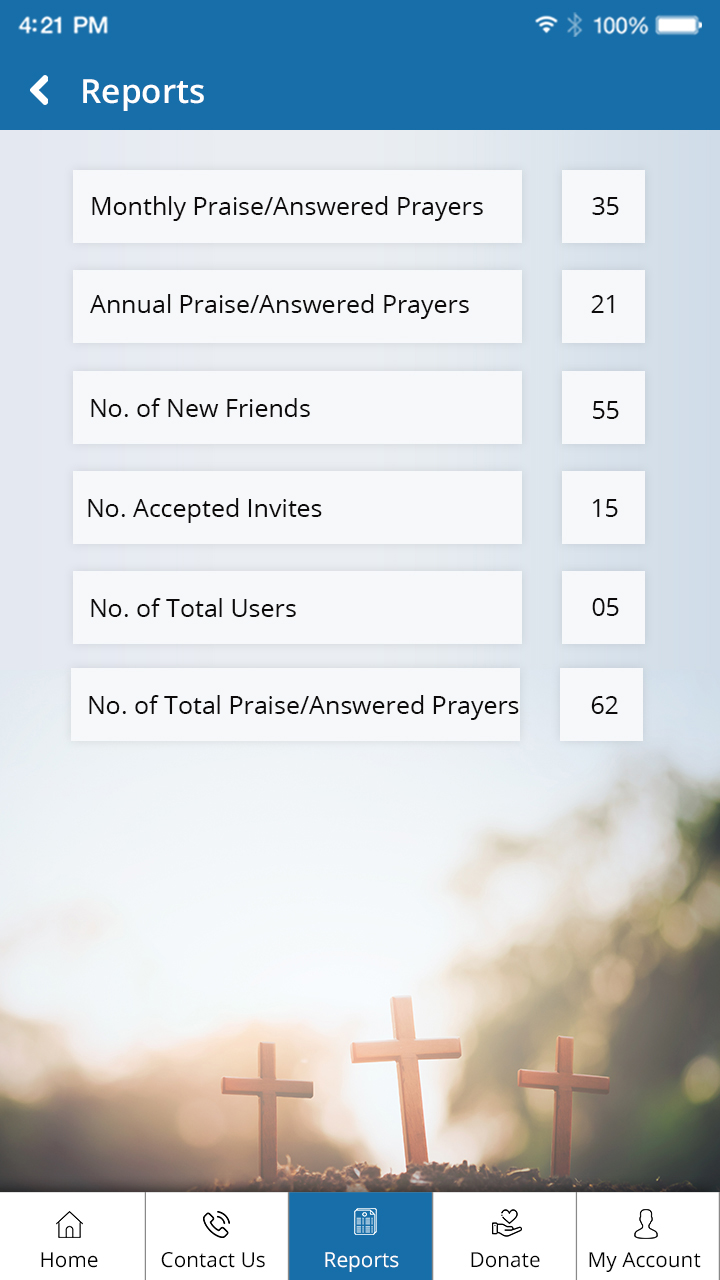 4:21 PM 100%
Reports
Monthly Praise/Answered Prayers 35
Annual Praise/Answered Prayers 21
No. of New Friends 55
No. Accepted Invites 15
No. of Total Users 05
No. of Total Praise/Answered Prayers 62
Home Contact Us Reports Donate My Account